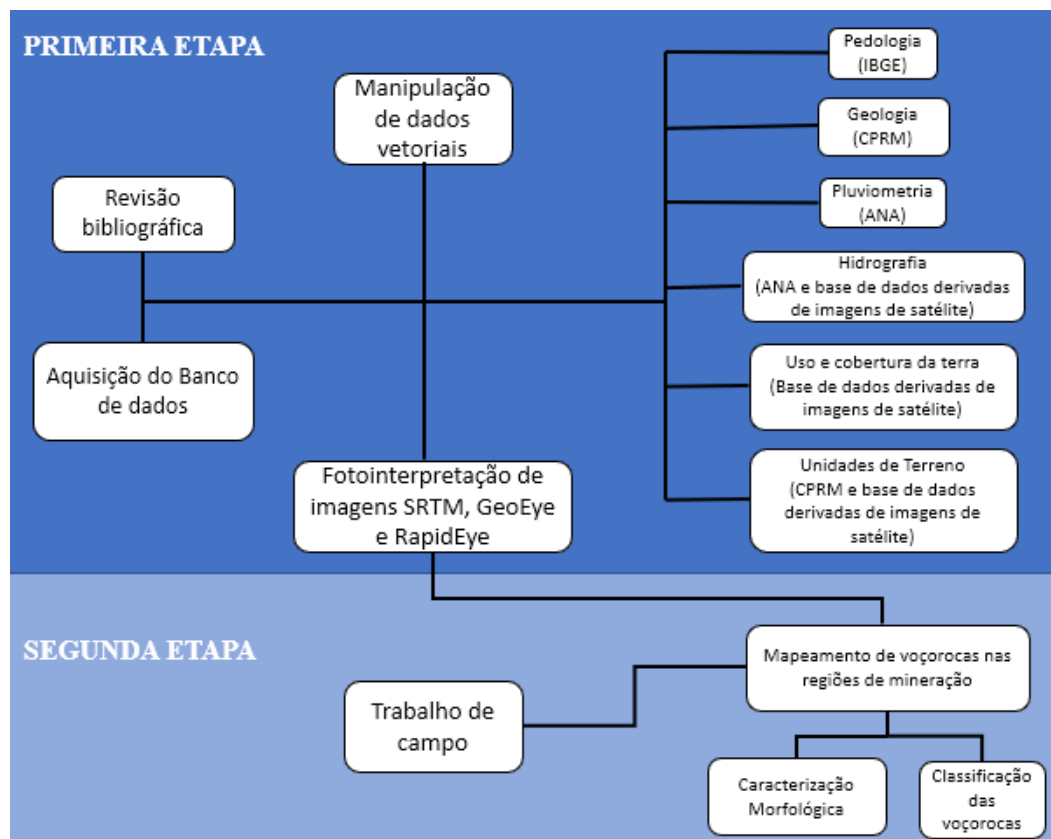 PRIMEIRA ETAPA
Manipulação
de dados
vetoriais
Revisão
bibliográfica
Aquisição do Banco
de dados
Fotointerpretação de
imagens SRTM, GeoEye
e RapidEye
Pedologia
(IBGE)
Geologia
(CPRM)
Pluviometria
(ANA)
Hidrografia
(ANA e base de dados derivadas
de imagens de satélite)
Uso e cobertura da terra
(Base de dados derivadas de
imagens de satélite)
Unidades de Terreno
(CPRM e base de dados
derivadas de imagens de
satélite)
SEGUNDA ETAPA
Mapeamento de voçorocas nas
regiões de mineração
Trabalho de
campo
Caracterização
Morfológica
Classificação
das
voçorocas